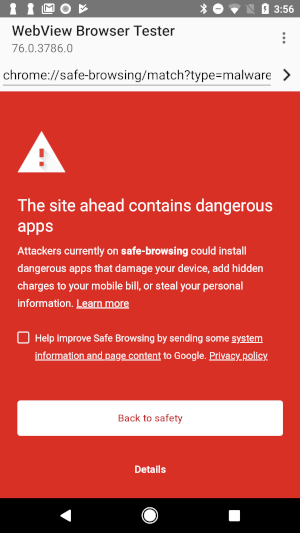 3:56
WebView Browser Tester
76.0.3786.0
chrome://safe-browsing/match?type=malware
The site ahead contains dangerous
apps
Attackers currently on safe-browsing could install
dangerous apps that damage your device, add hidden
charges to your mobile bill, or steal your personal
information. Learn more
Help Improve Safe Browsing by sending some system
information and page content to Google. Privacy policy
Back to safety
Details